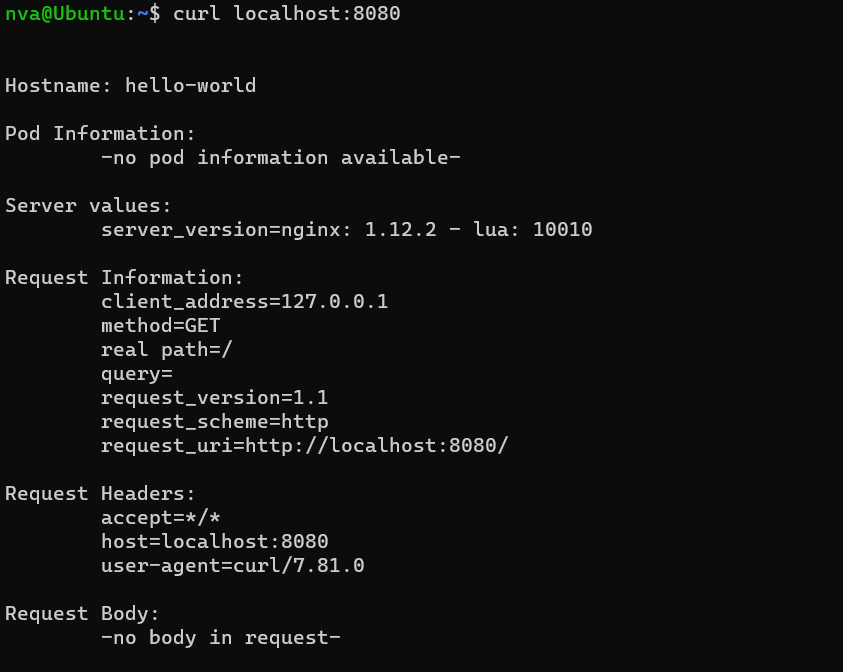 nva@Ubuntu:~$ curl localhost:8080
Hostname: hello-world
Pod Information:
-no pod information available-
Server values:
server_version=nginx: 1.12.2 - lua: 10010
Request Information:
client_address=127.0.0.1
method=GET
real path=/
query=
request_version=1.1
request_scheme=http
request_uri=http://localhost:8080/
Request Headers:
accept=*/*
host=localhost:8080
user-agent=curl/7.81.0
Request Body:
-no body in request-